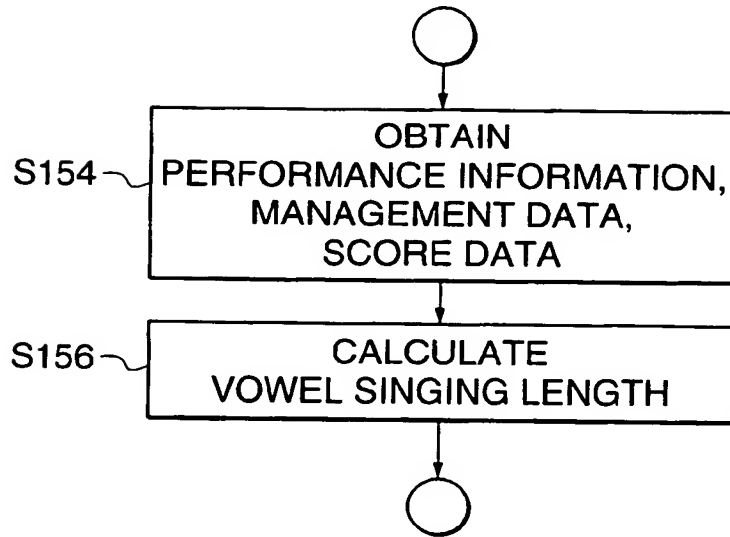 OBTAIN
S154 PERFORMANCE INFORMATION,
MANAGEMENT DATA,
SCORE DATA
S156 CALCULATE
VOWEL SINGING LENGTH